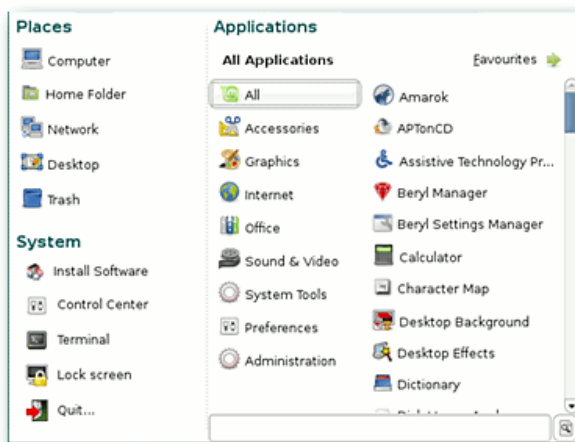 Places
Computer
Home Folder
Network
Desktop
Trash
System
Install Software
Control Center
Terminal
Lock screen
Quit...
Applications
All Applications
Favourites
All
Accessories
Graphics
Internet
Office
Sound & Video
System Tools
Preferences
Administration
Amarok
APTonCD
Assistive Technology Pr...
Beryl Manager
Beryl Settings Manager
Calculator
Character Map
Desktop Background
Desktop Effects
Dictionary